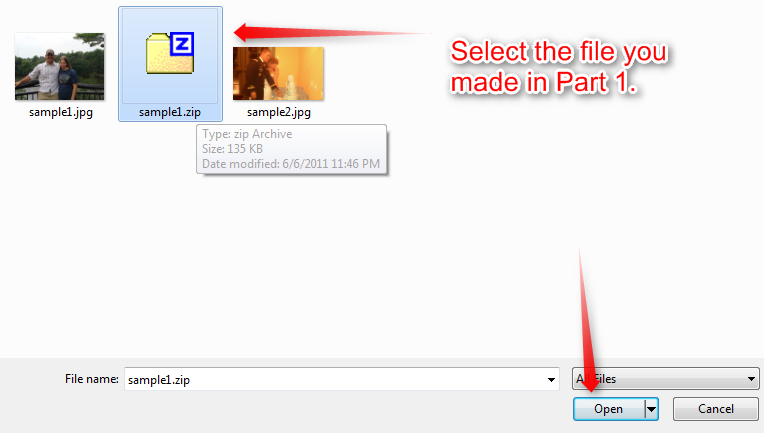 Select the file you
made in Part 1.
Z
sample1.jpg
sample1.zip
sample2.jpg
Type: zip Archive
Size: 135 KB
Date modified: 6/6/2011 11:46 PM
File name:
sample1.zip
All Files
Open
Cancel